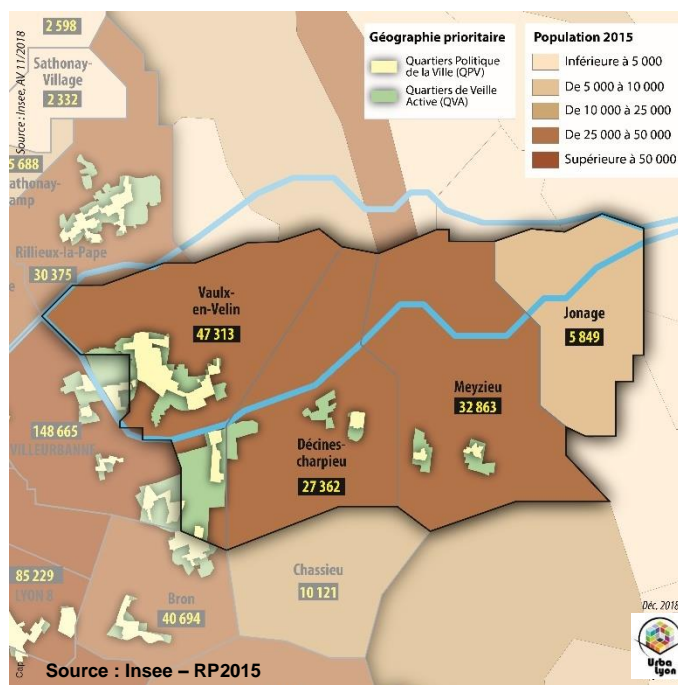 2 598
Sathonay-
Village
2 332
Source : Insee, AV 11/2018
5 688
athonay-
amp
Rillieux-la-Pape
30 375
Géographie prioritaire
Quartiers Politique
de la Ville (QPV)
Quartiers de Veille
Active (QVA)
Population 2015
Inférieure à 5 000
De 5 000 à 10 000
De 10 000 à 25 000
De 25 000 à 50 000
Supérieure à 50 000
Vaulx-
en-Velin
47 313
Jonage
5 849
Meyzieu
32 863
148 665
VILLEURBANNE
Décines-
charpieu
27 362
Chassieu
10 121
85 229
LYON 8
Bron
40 694
Déc. 2018
Cap
Source : Insee – RP2015
Urba
Lyon